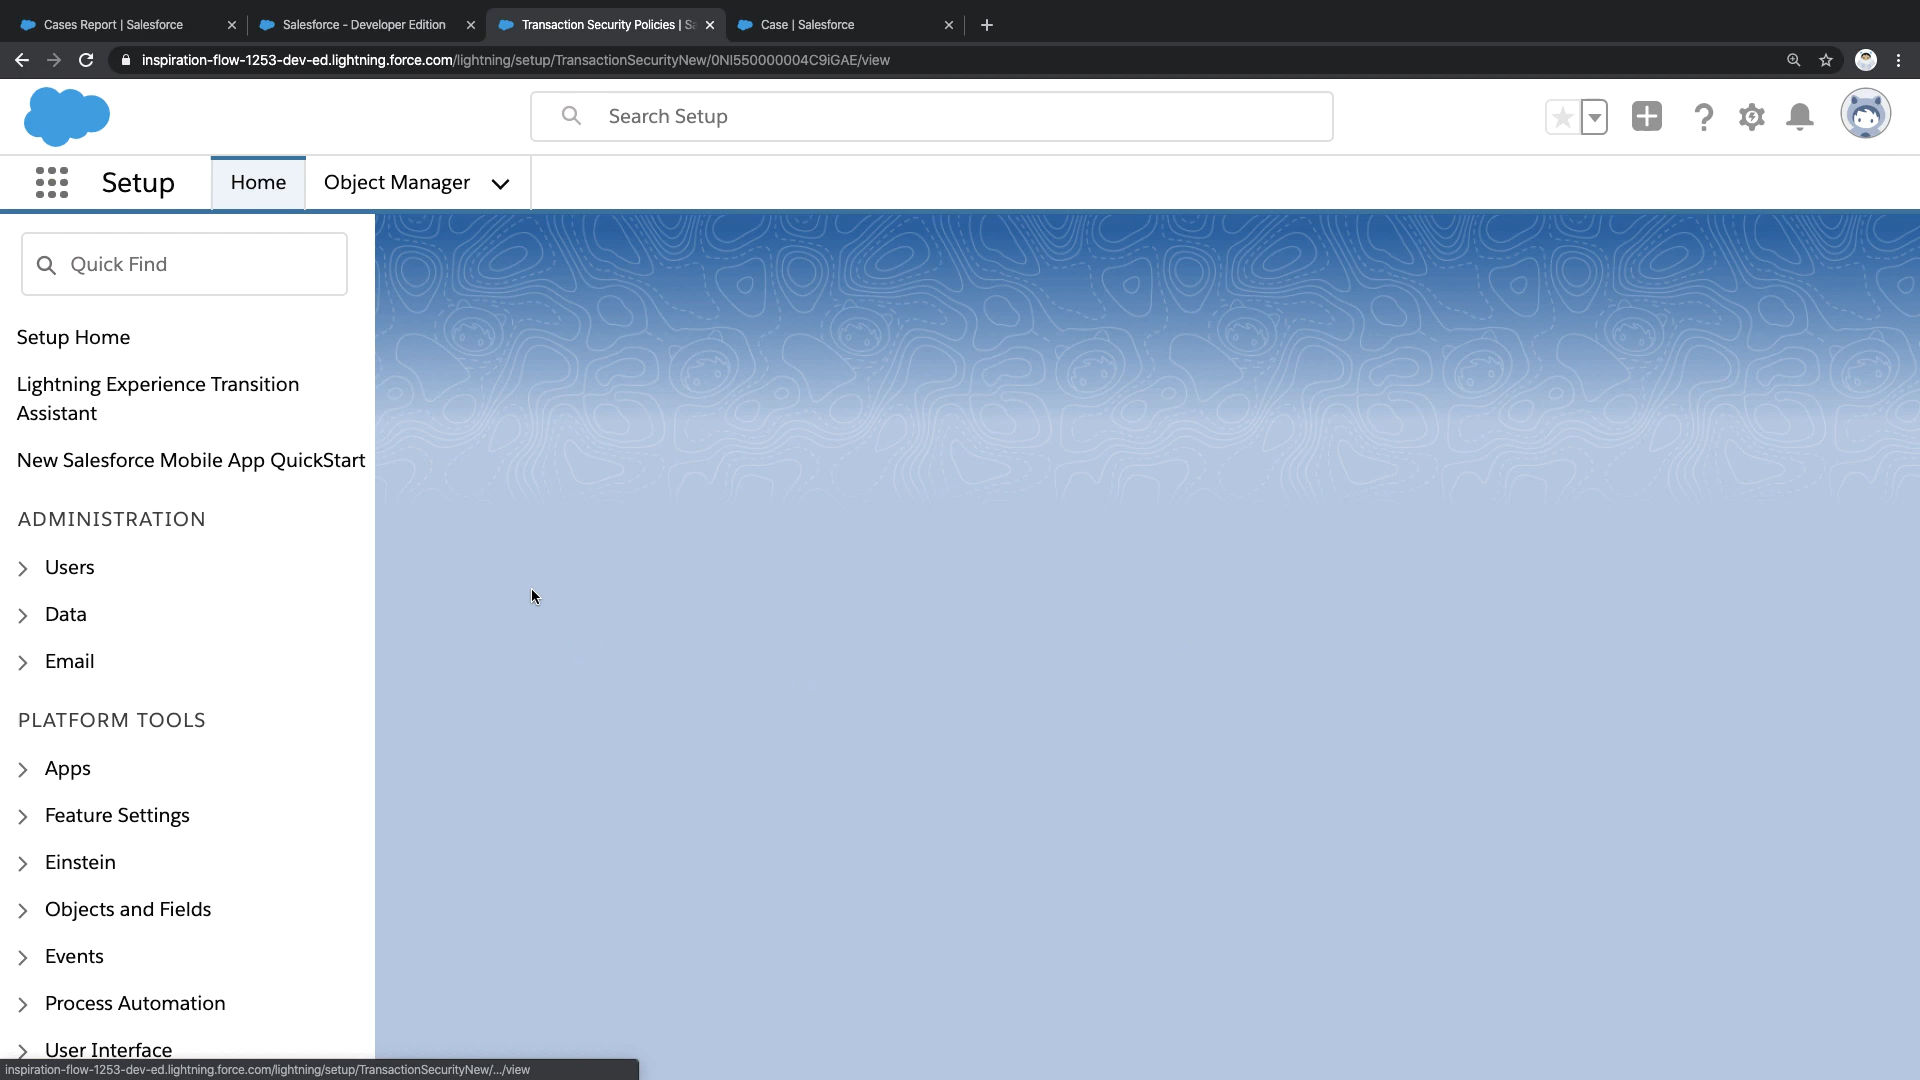 Cases Report | Salesforce
Salesforce - Developer Edition
Transaction Security Policies | Sa
Case | Salesforce
inspiration-flow-1253-dev-ed.lightning.force.com/lightning/setup/TransactionSecurityNew/0NI550000004C9iGAE/view
Search Setup
Setup
Home
Object Manager
Quick Find
Setup Home
Lightning Experience Transition
Assistant
New Salesforce Mobile App QuickStart
ADMINISTRATION
Users
Data
Email
PLATFORM TOOLS
Apps
Feature Settings
Einstein
Objects and Fields
Events
Process Automation
User Interface
inspiration-flow-1253-dev-ed.lightning.force.com/lightning/setup/TransactionSecurityNew/.../view